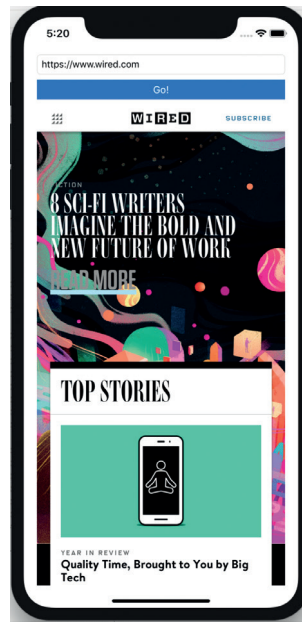 5:20
https://www.wired.com
Go!
WIRED
SUBSCRIBE
FICTION
8 SCI-FI WRITERS
IMAGINE THE BOLD AND
NEW FUTURE OF WORK
READ MORE
TOP STORIES
YEAR IN REVIEW
Quality Time, Brought to You by Big
Tech